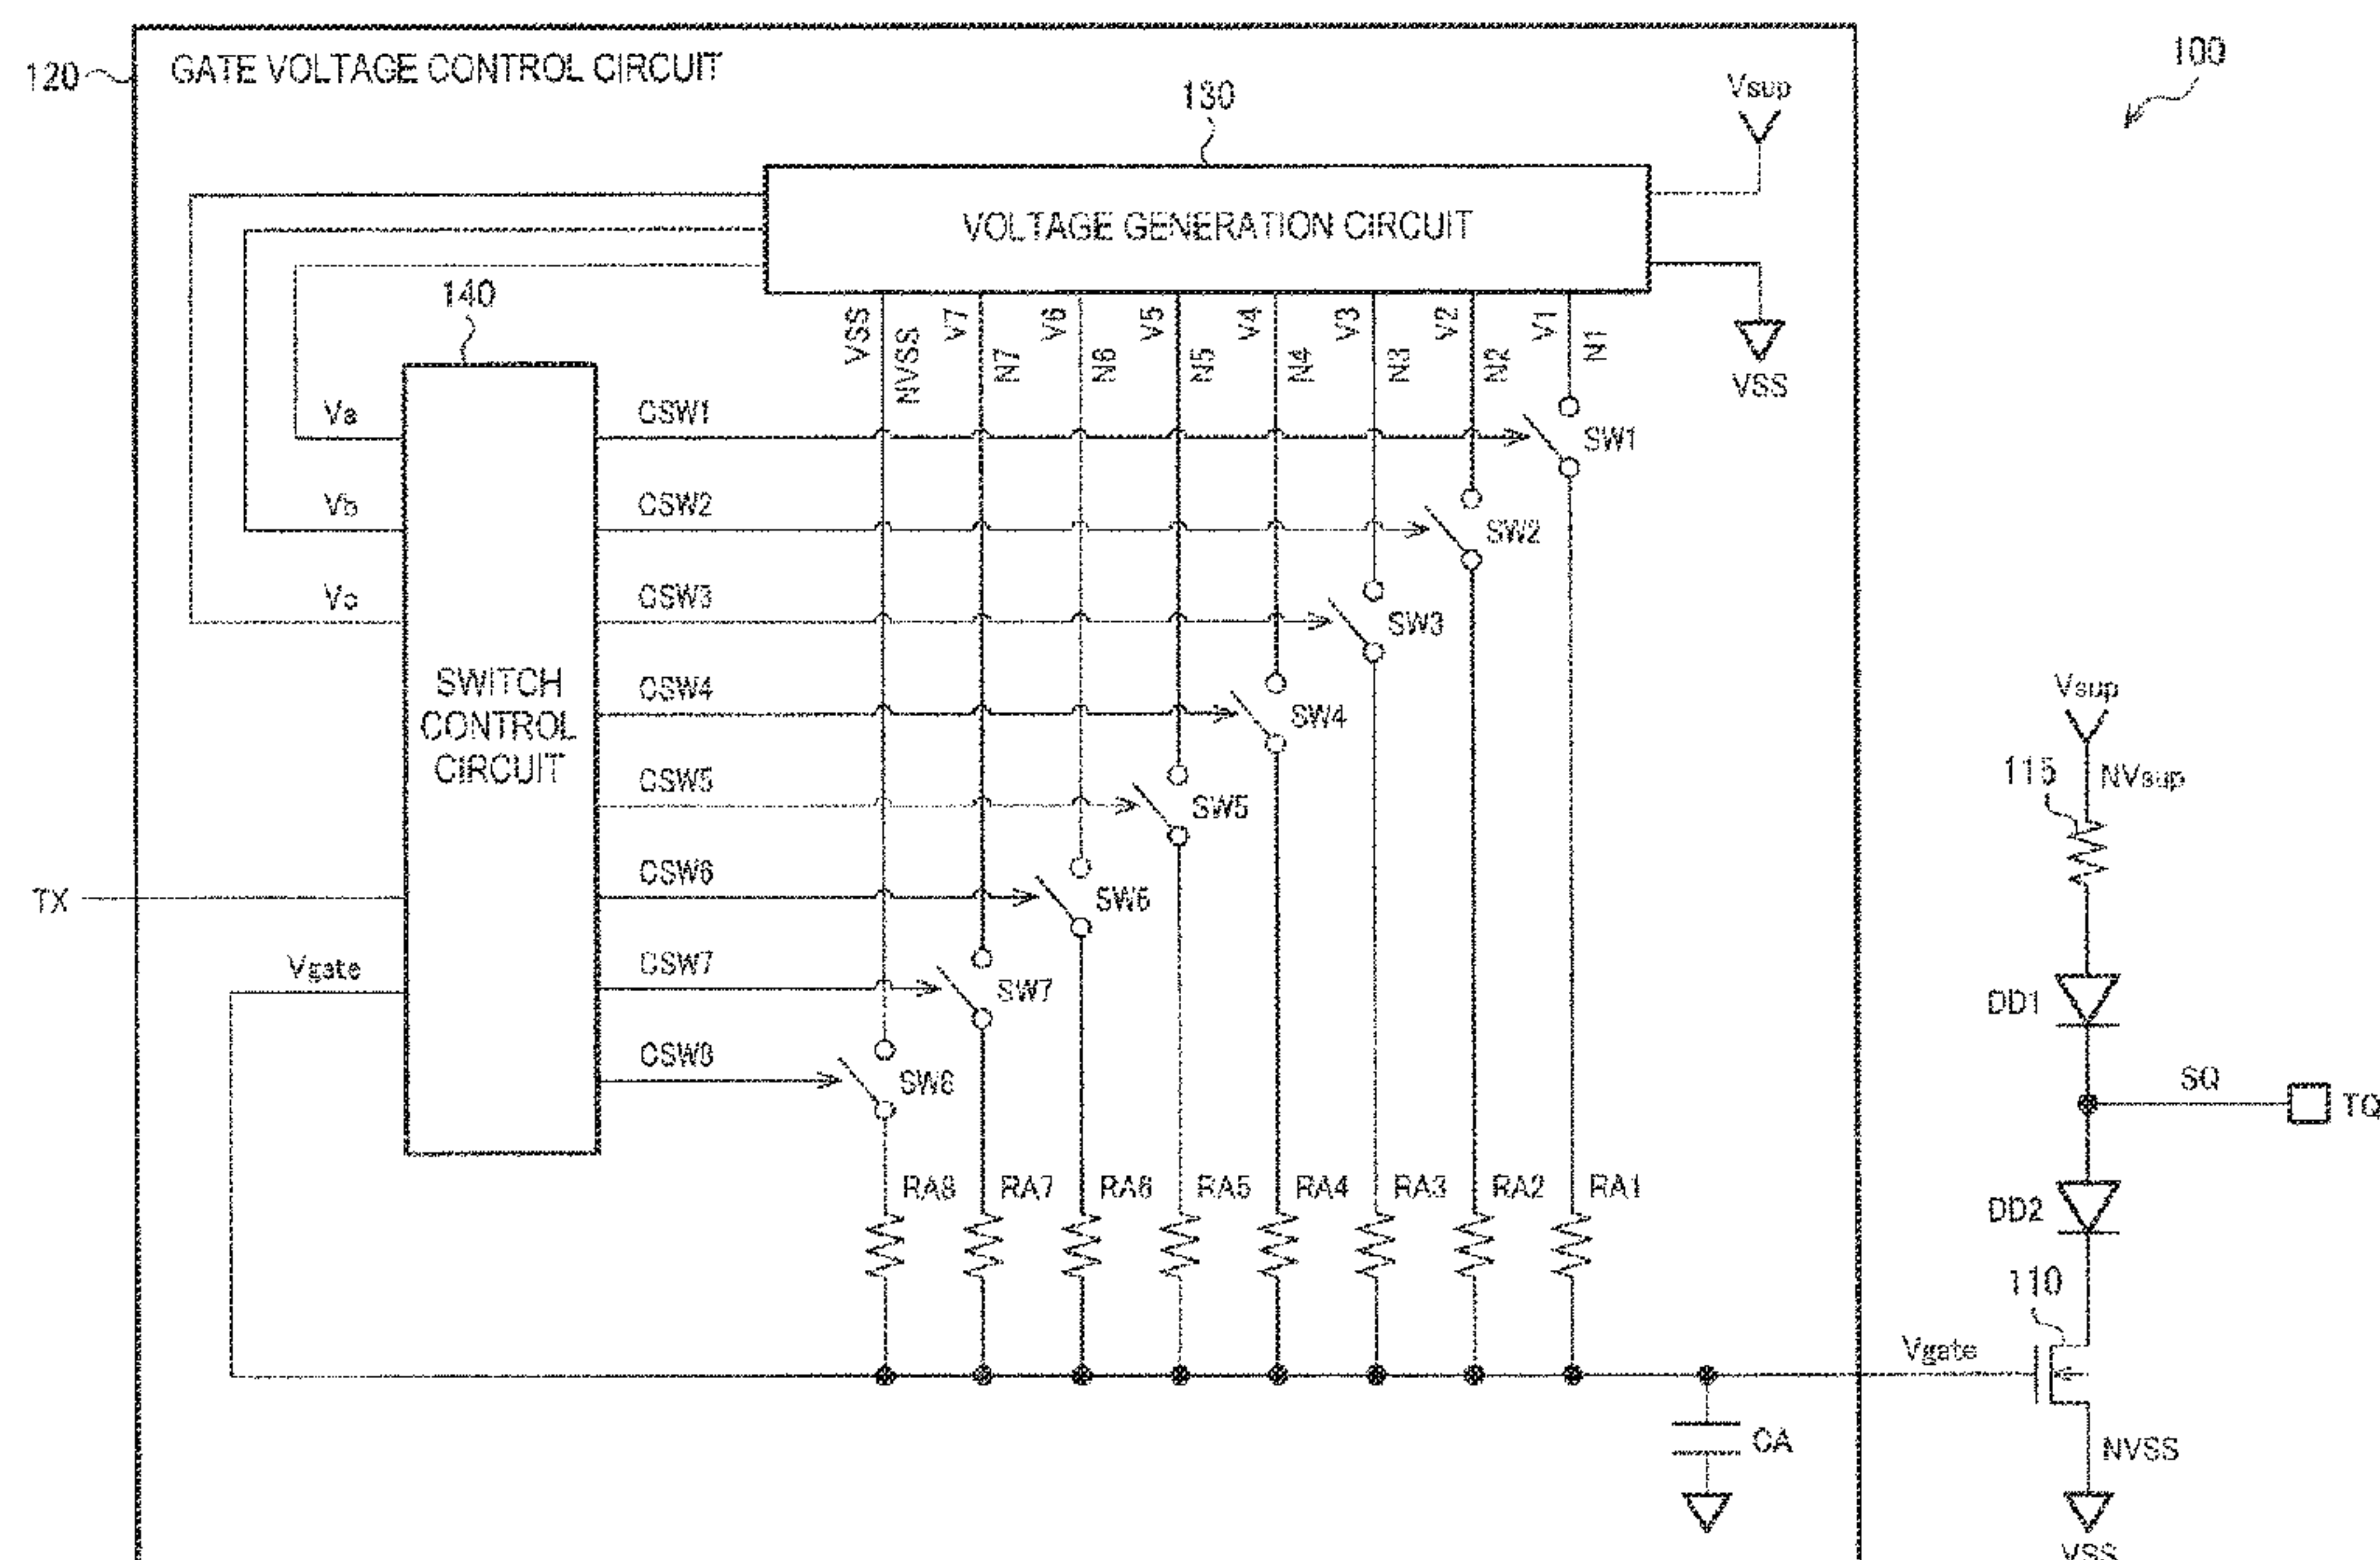 100
120
GATE VOLTAGE CONTROL CIRCUIT
130
Vsup
VOLTAGE GENERATION CIRCUIT
VSS
140
VSS
NVSS
V7
N7
V6
N6
V5
N5
V4
N4
V3
N3
V2
N2
V1
N1
Va
Vb
Vc
CSW1
CSW2
CSW3
CSW4
CSW5
CSW6
CSW7
CSW8
SW1
SW2
SW3
SW4
SW5
SW6
SW7
SW8
SWITCH
CONTROL
CIRCUIT
TX
Vgate
RA8
RA7
RA6
RA5
RA4
RA3
RA2
RA1
CA
Vsup
115
NVsup
DD1
SQ
TQ
DD2
110
Vgate
NVSS
VSS